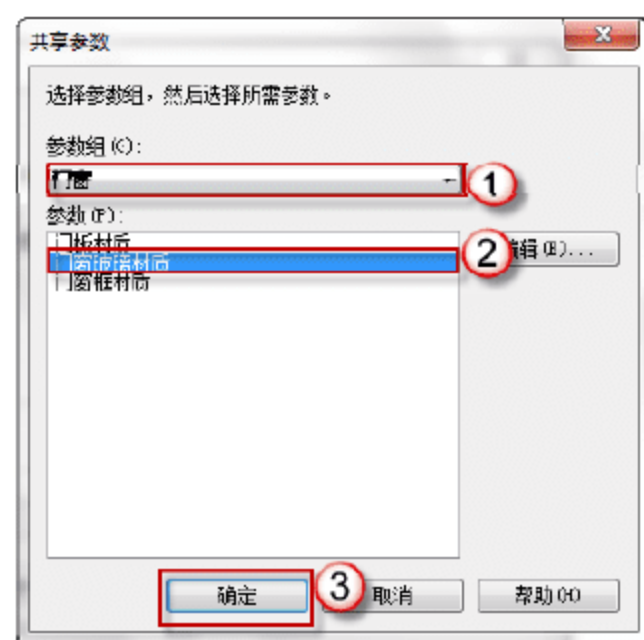 共享参数
选择参数组，然后选择所需参数。
参数组(C):
门窗
1
参数(P):
门板材质
门窗玻璃材质
2
辑(E)...
门窗框材质
确定
3
取消
帮助(H)